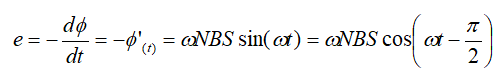 e = −dϕ/dt = −ϕ'₍ₜ₎ = ωNBS sin(ωt) = ωNBS cos(ωt − π/2)